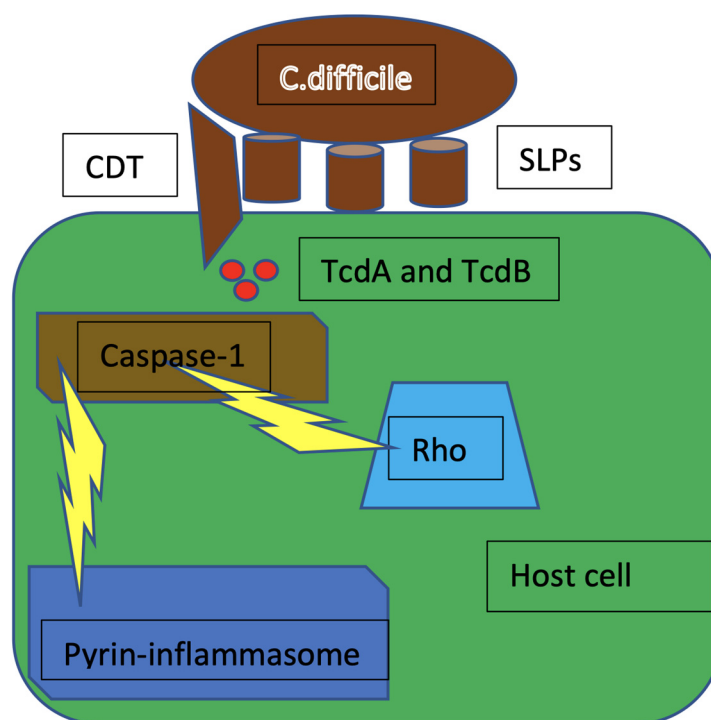 C.difficile
CDT
SLPs
TcdA and TcdB
Caspase-1
Rho
Host cell
Pyrin-inflammasome